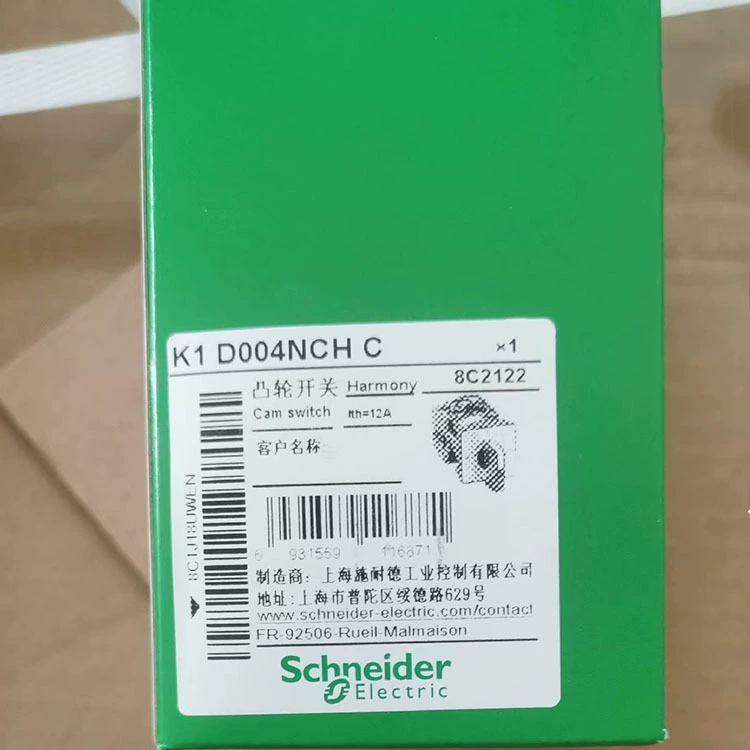 K1 D004NCH C ×1
8C2122
凸轮开关 Harmony
Cam switch Ith=12A
客户名称
8C1J18UWEN
6 931559 116871
制造商: 上海施耐德工业控制有限公司
地址: 上海市普陀区绥德路629号
www.schneider-electric.com/contact
FR-92506-Rueil-Malmaison
Schneider
Electric